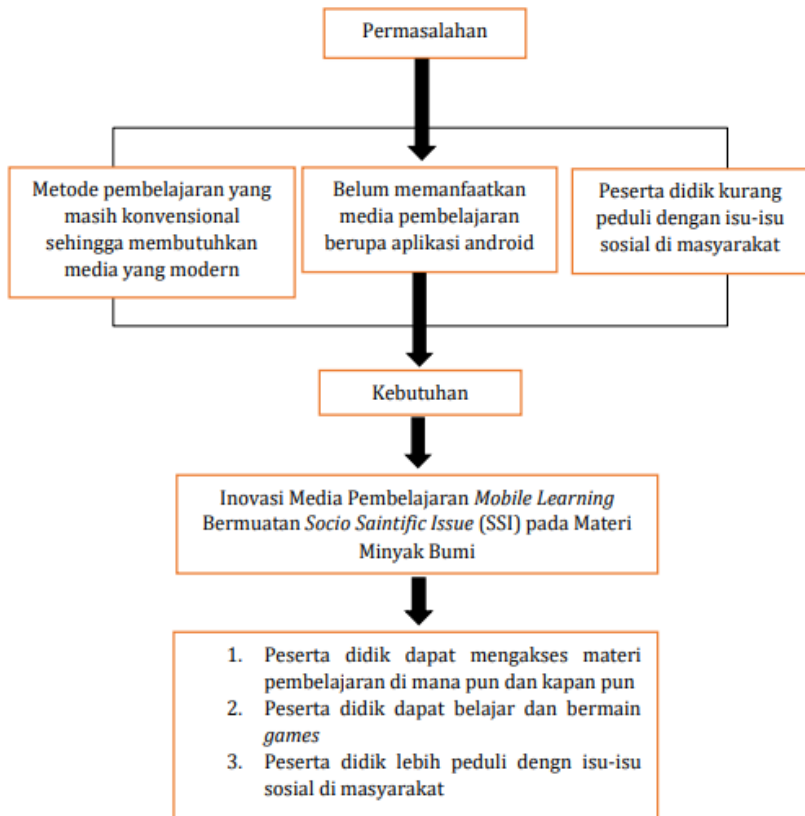 Permasalahan
Metode pembelajaran yang
masih konvensional
sehingga membutuhkan
media yang modern
Belum memanfaatkan
media pembelajaran
berupa aplikasi android
Peserta didik kurang
peduli dengan isu-isu
sosial di masyarakat
Kebutuhan
Inovasi Media Pembelajaran Mobile Learning
Bermuatan Socio Saintific Issue (SSI) pada Materi
Minyak Bumi
1. Peserta didik dapat mengakses materi
pembelajaran di mana pun dan kapan pun
2. Peserta didik dapat belajar dan bermain
games
3. Peserta didik lebih peduli dengn isu-isu
sosial di masyarakat